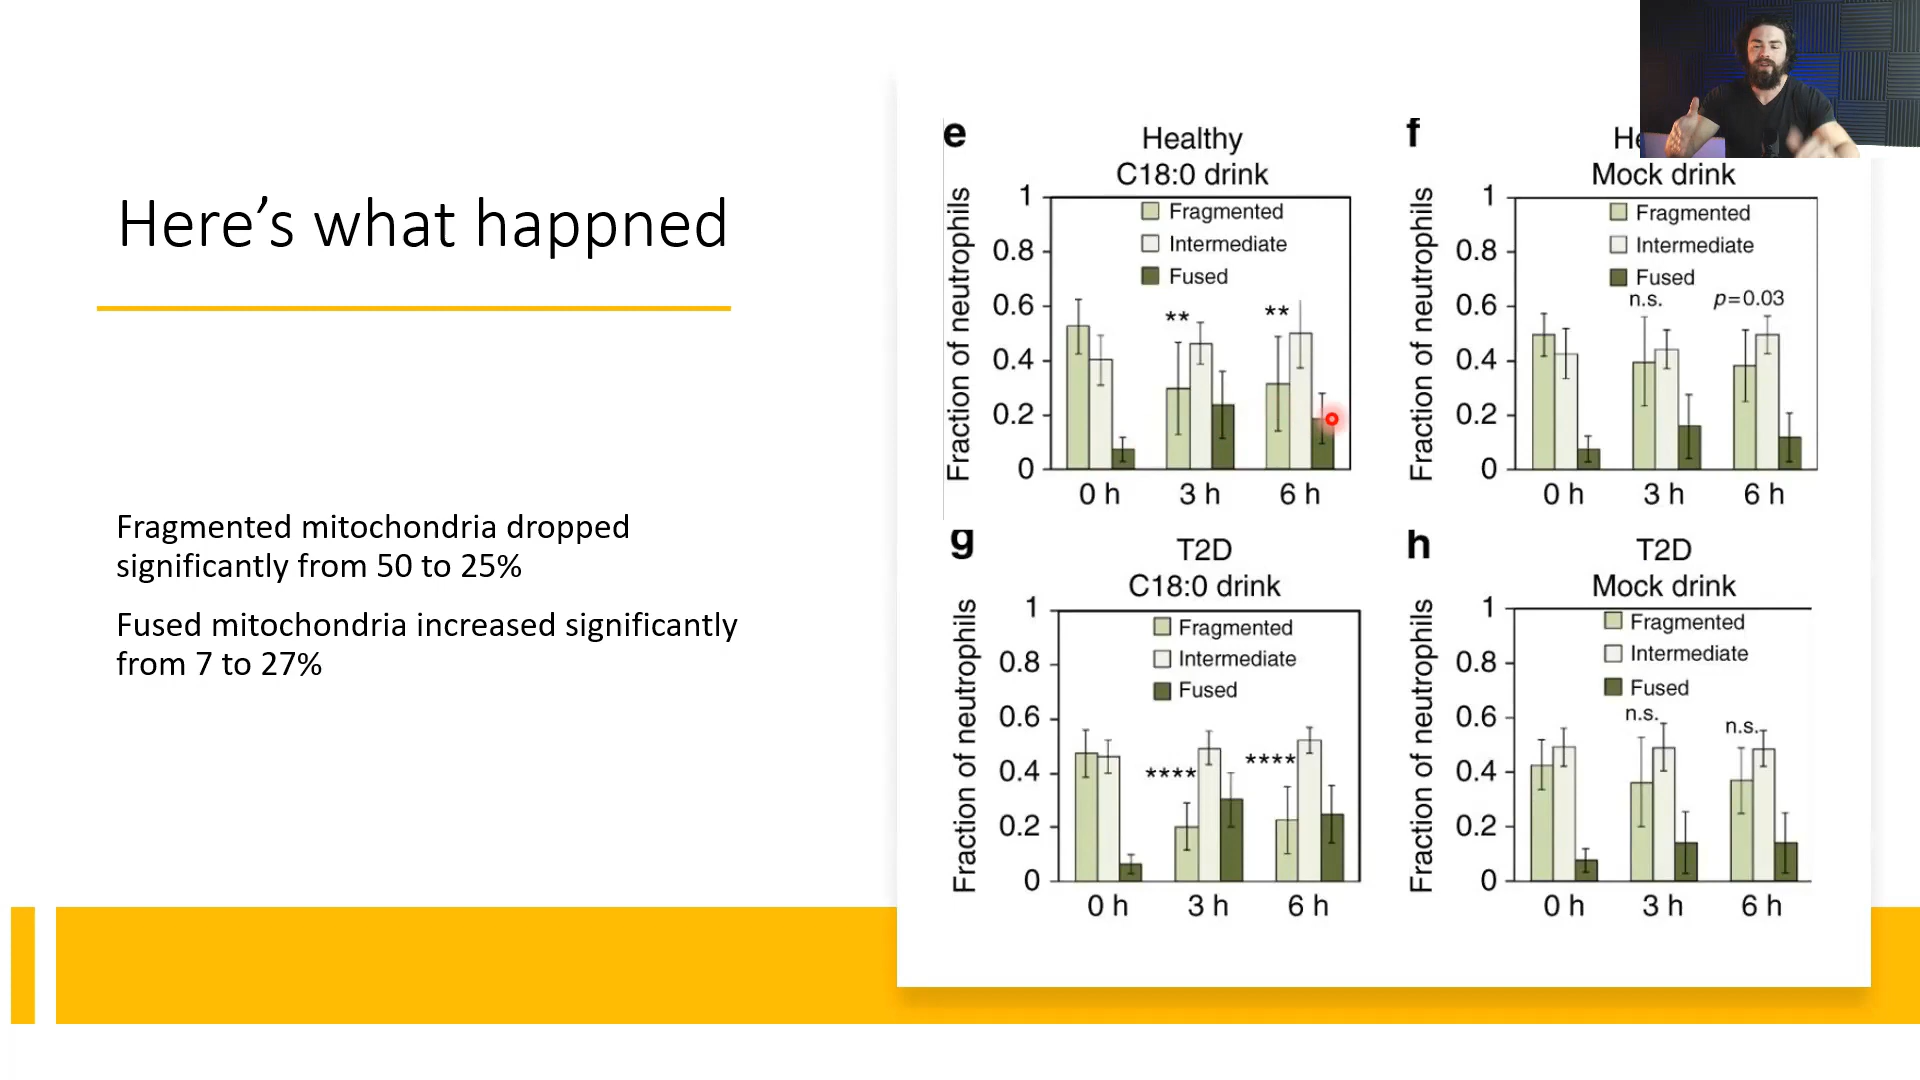 Here’s what happned
Fragmented mitochondria dropped
significantly from 50 to 25%
Fused mitochondria increased significantly
from 7 to 27%
e
Healthy
C18:0 drink
Fraction of neutrophils
1
0.8
0.6
0.4
0.2
0
Fragmented
Intermediate
Fused
**
**
0 h
3 h
6 h
f
Mock drink
Fraction of neutrophils
1
0.8
0.6
0.4
0.2
0
Fragmented
Intermediate
Fused
n.s.
p=0.03
0 h
3 h
6 h
g
T2D
C18:0 drink
Fraction of neutrophils
1
0.8
0.6
0.4
0.2
0
Fragmented
Intermediate
Fused
****
****
0 h
3 h
6 h
h
T2D
Mock drink
Fraction of neutrophils
1
0.8
0.6
0.4
0.2
0
Fragmented
Intermediate
Fused
n.s.
n.s.
0 h
3 h
6 h